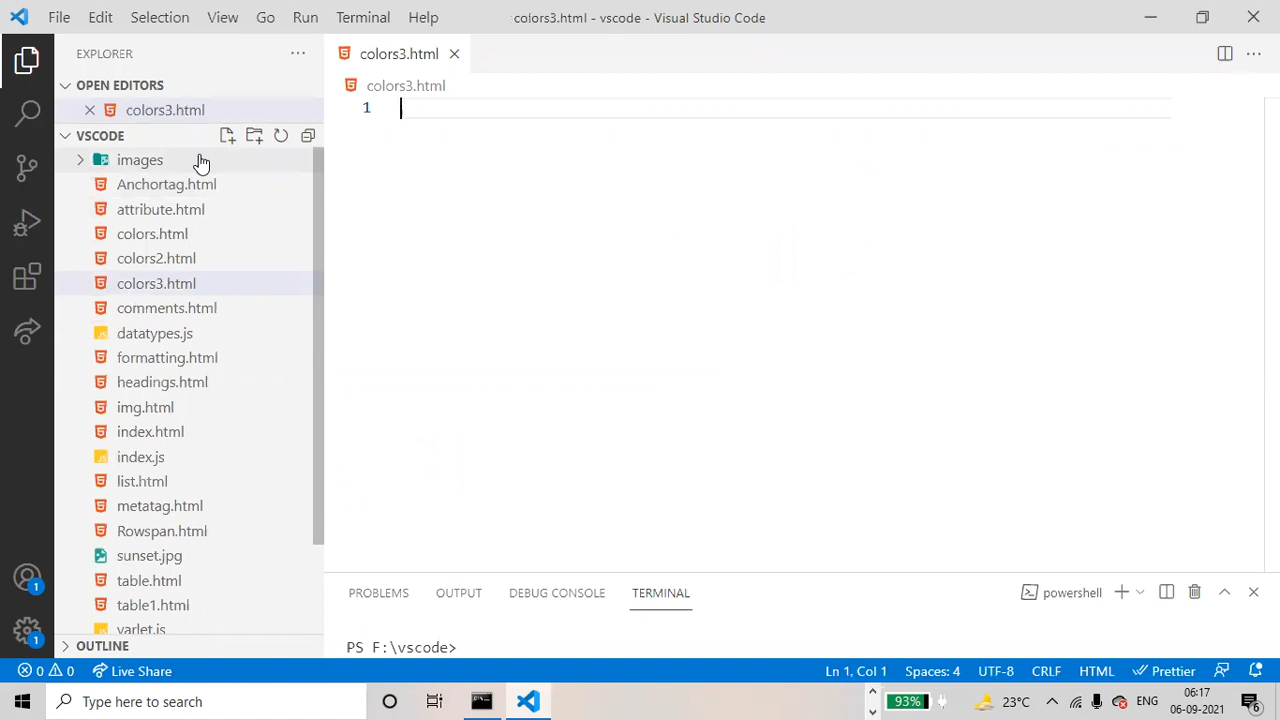 File Edit Selection View Go Run Terminal Help colors3.html - vscode - Visual Studio Code
EXPLORER
colors3.html
OPEN EDITORS
colors3.html
colors3.html
VSCODE
1
images
Anchortag.html
attribute.html
colors.html
colors2.html
colors3.html
comments.html
datatypes.js
formatting.html
headings.html
img.html
index.html
index.js
list.html
metatag.html
Rowspan.html
sunset.jpg
table.html
table1.html
varlet.js
OUTLINE
PROBLEMS OUTPUT DEBUG CONSOLE TERMINAL powershell
PS F:\vscode>
1
1
0 0 Live Share Ln 1, Col 1 Spaces: 4 UTF-8 CRLF HTML Prettier
Type here to search
93% 23°C ENG
06:17
06-09-2021
6